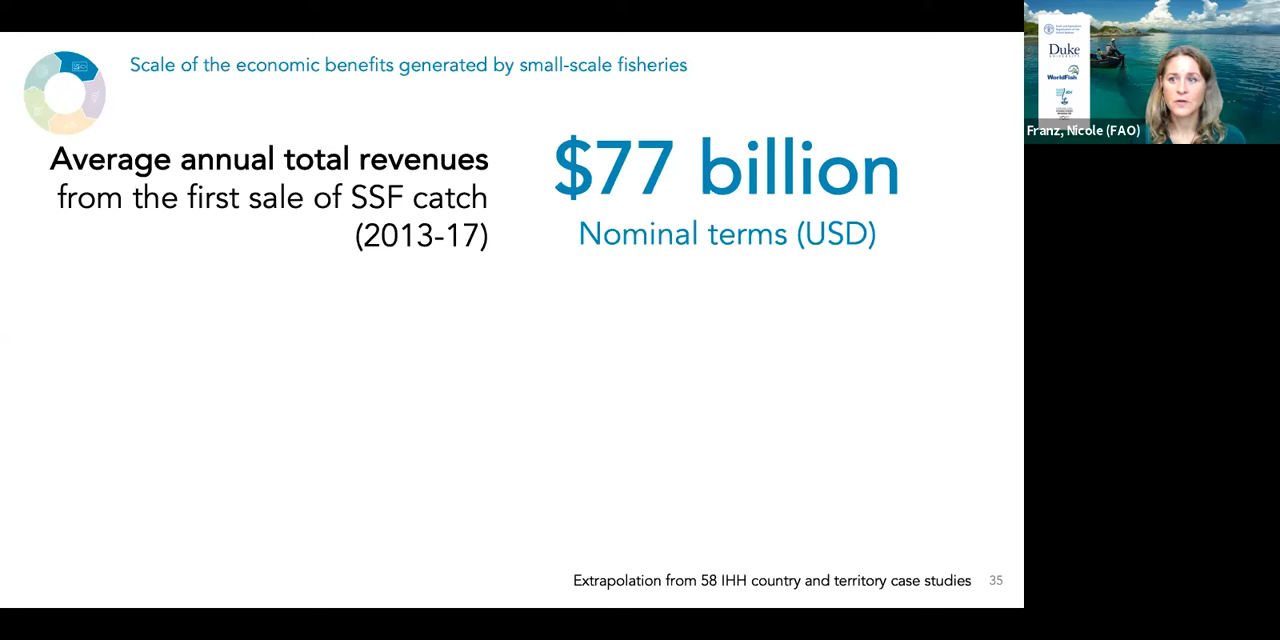 Scale of the economic benefits generated by small-scale fisheries
Average annual total revenues
from the first sale of SSF catch
(2013-17)
$77 billion
Nominal terms (USD)
Extrapolation from 58 IHH country and territory case studies
35
Duke
WorldFish
Franz, Nicole (FAO)